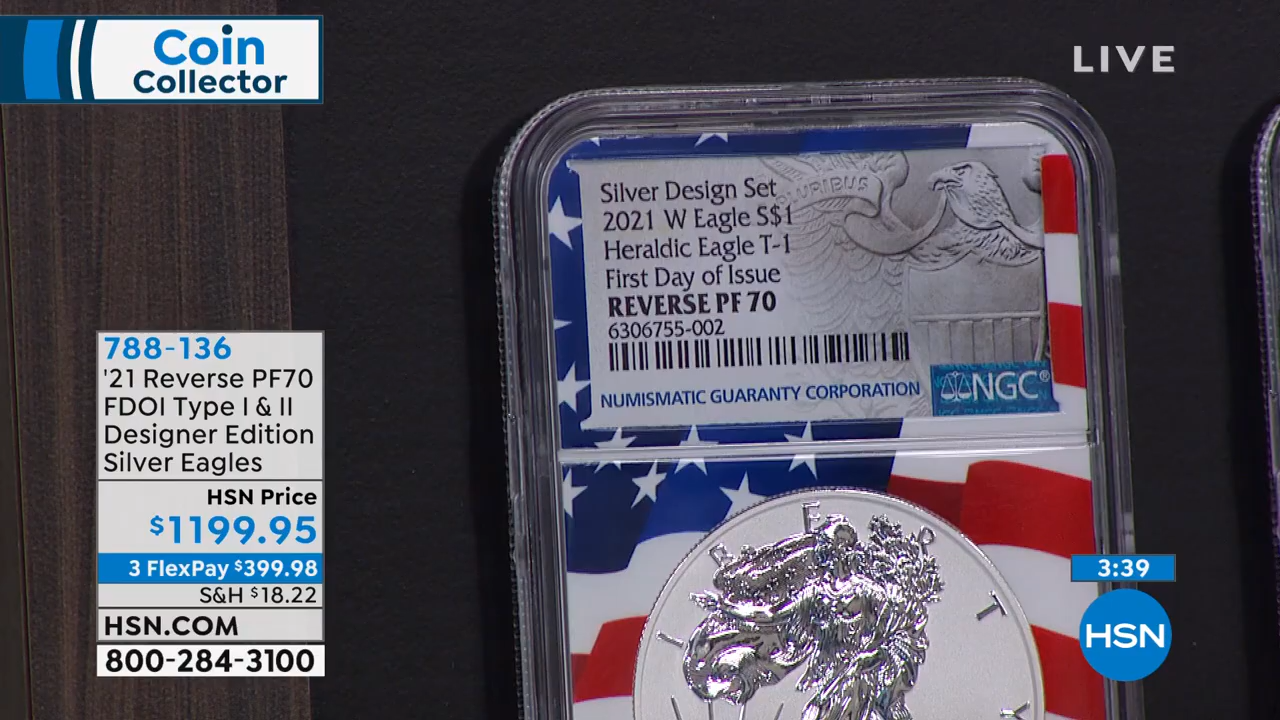 Coin
Collector
LIVE
Silver Design Set
2021 W Eagle S$1
Heraldic Eagle T-1
First Day of Issue
REVERSE PF 70
6306755-002
NUMISMATIC GUARANTY CORPORATION
NGC®
URIBUS
788-136
'21 Reverse PF70
FDOI Type I & II
Designer Edition
Silver Eagles
HSN Price
$1199.95
3 FlexPay $399.98
S&H $18.22
HSN.COM
800-284-3100
3:39
HSN
L I B E R T Y